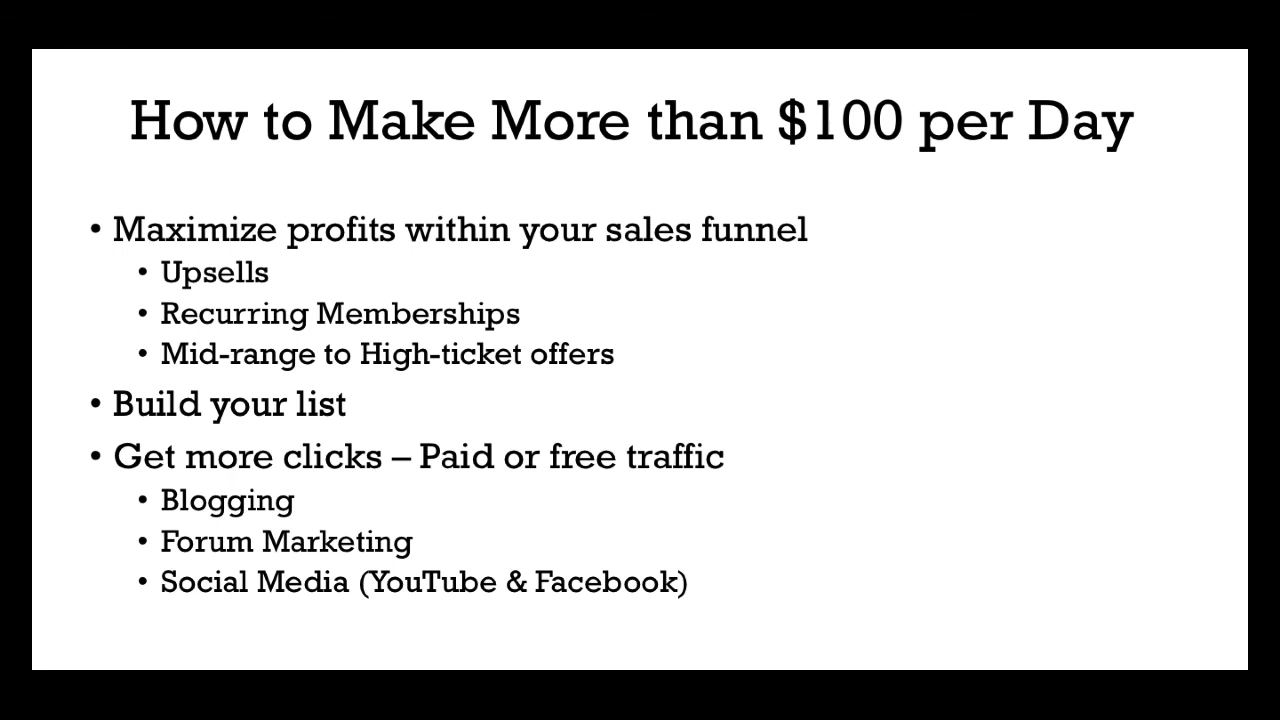 How to Make More than $100 per Day
• Maximize profits within your sales funnel
• Upsells
• Recurring Memberships
• Mid-range to High-ticket offers
• Build your list
• Get more clicks – Paid or free traffic
• Blogging
• Forum Marketing
• Social Media (YouTube & Facebook)